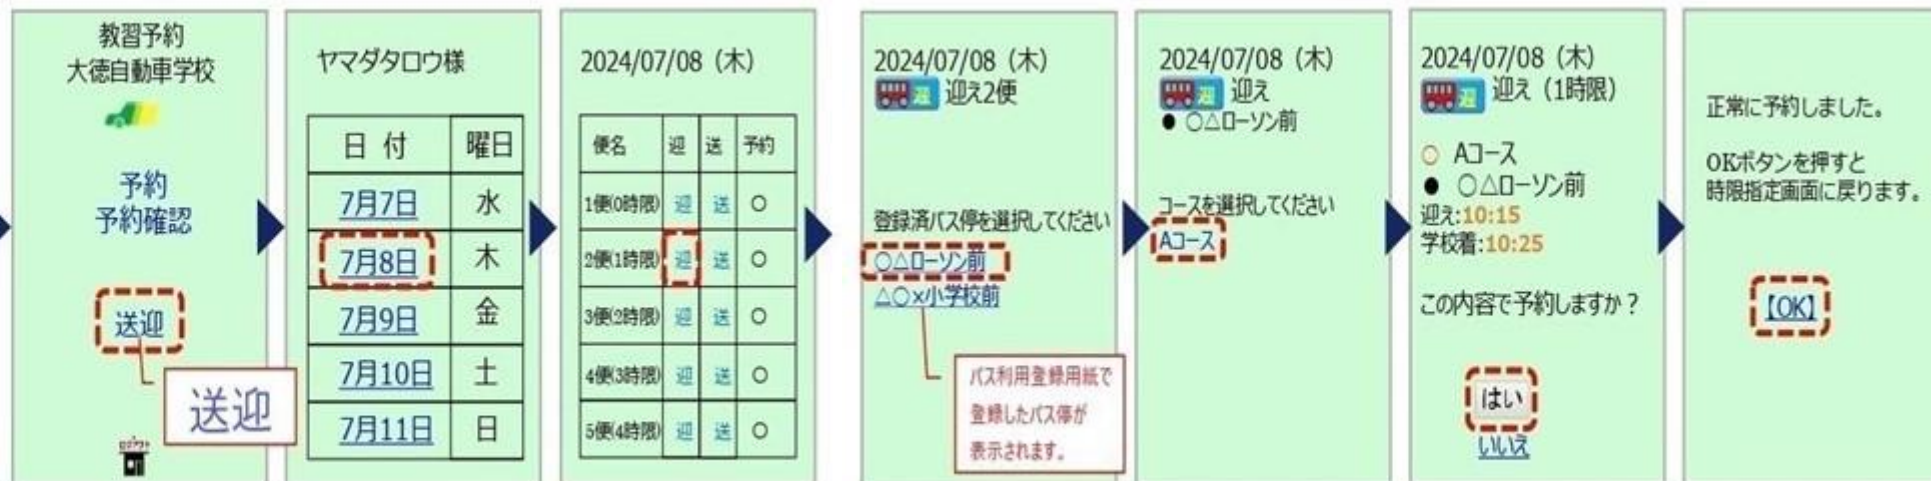 教習予約
大徳自動車学校
予約
予約確認
送迎
送迎
ログアウト
ヤマダタロウ様
日 付 曜日
7月7日 水
7月8日 木
7月9日 金
7月10日 土
7月11日 日
2024/07/08（木）
便名 迎 送 予約
1便(0時限) 迎 送 ○
2便(1時限) 迎 送 ○
3便(2時限) 迎 送 ○
4便(3時限) 迎 送 ○
5便(4時限) 迎 送 ○
2024/07/08（木）
迎 迎え2便
登録済バス停を選択してください
○△ローソン前
△○×小学校前
バス利用登録用紙で
登録したバス停が
表示されます。
2024/07/08（木）
迎 迎え
● ○△ローソン前
コースを選択してください
Aコース
2024/07/08（木）
迎 迎え（1時限）
○ Aコース
● ○△ローソン前
迎え:10:15
学校着:10:25
この内容で予約しますか？
はい
いいえ
正常に予約しました。
OKボタンを押すと
時限指定画面に戻ります。
【OK】